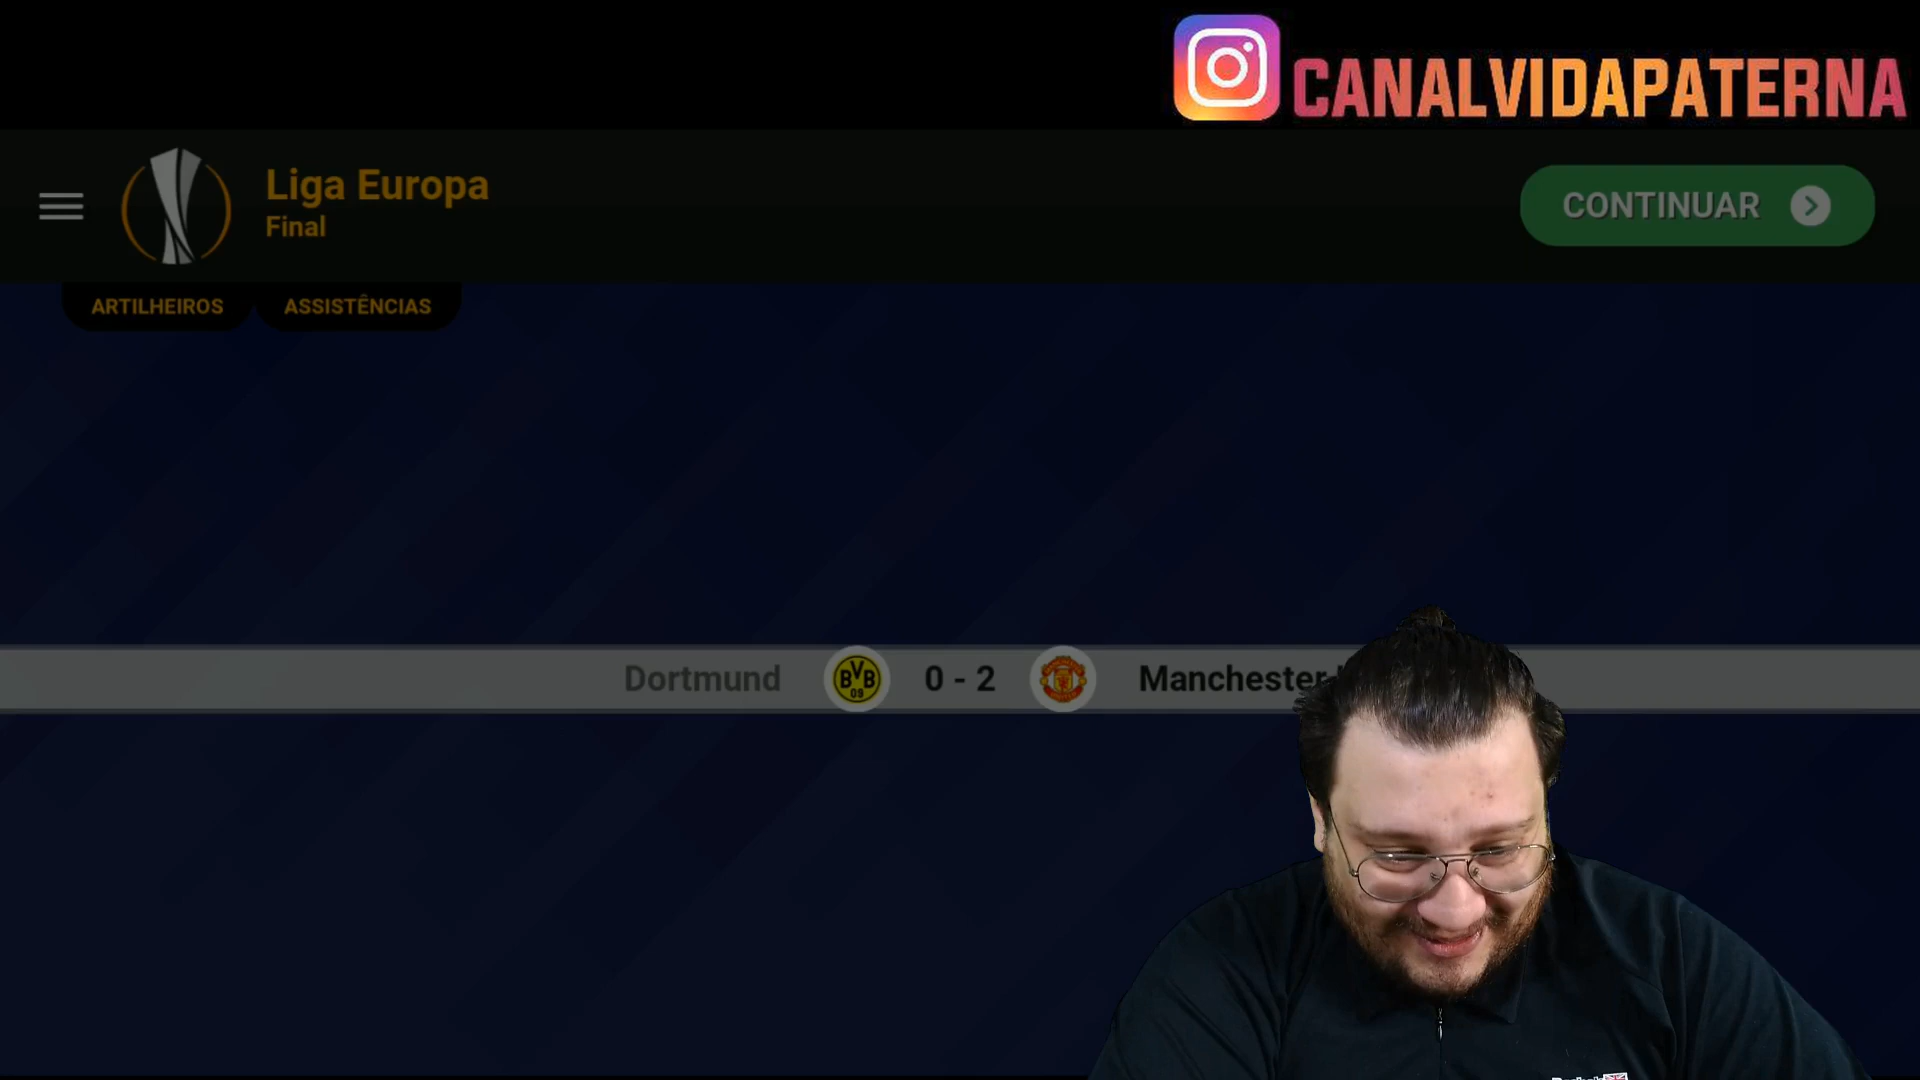 CANALVIDAPATERNA
Liga Europa
Final
CONTINUAR
ARTILHEIROS ASSISTÊNCIAS
Dortmund BVB 09 0 - 2 Manchester